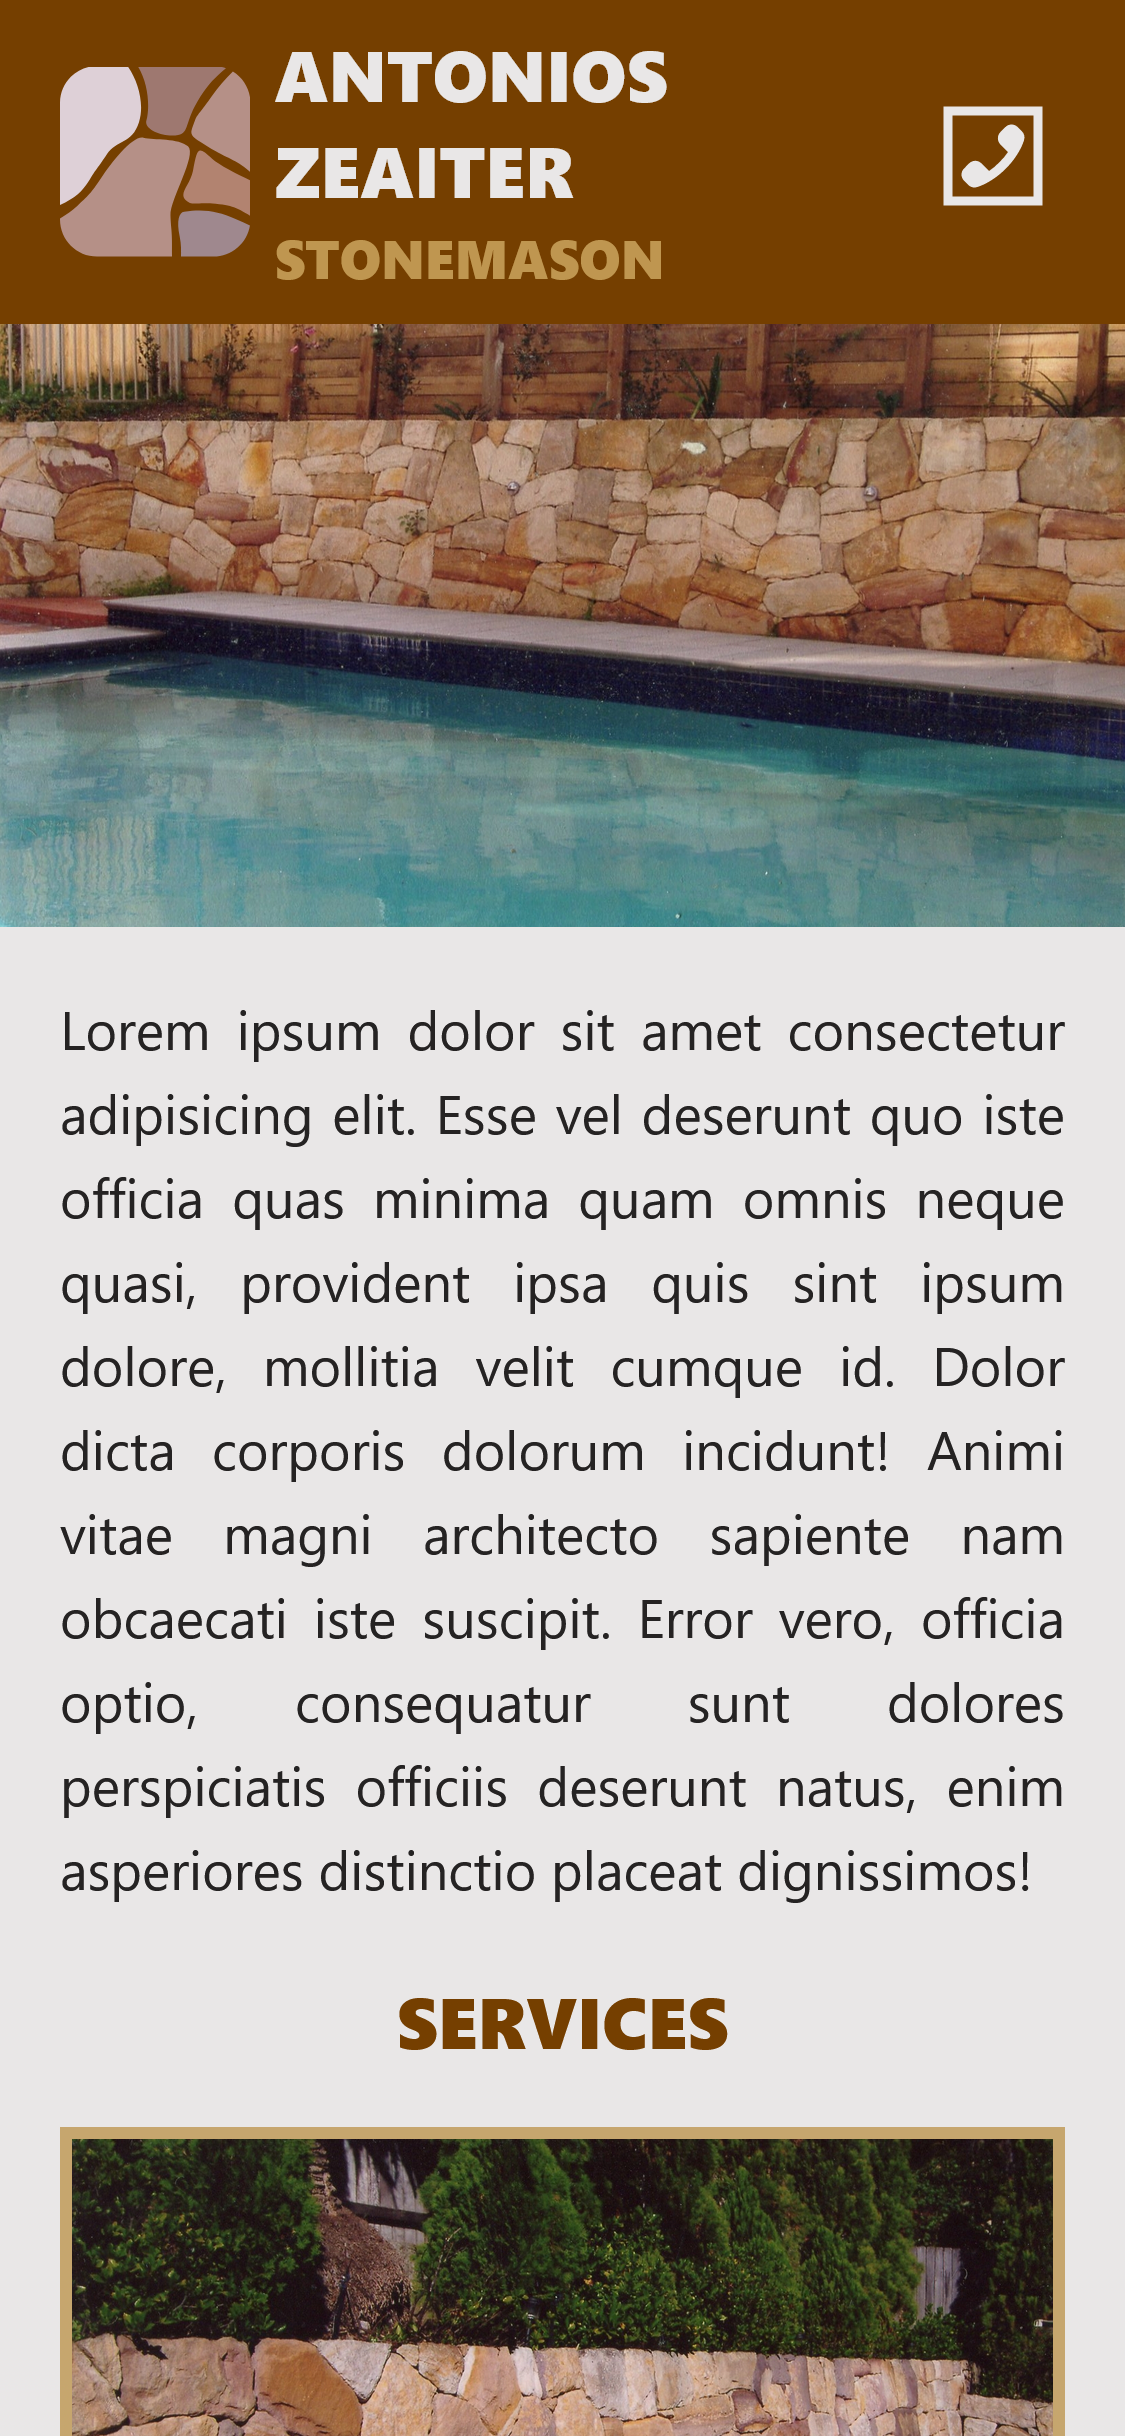 ANTONIOS
ZEAITER
STONEMASON
Lorem ipsum dolor sit amet consectetur
adipisicing elit. Esse vel deserunt quo iste
officia quas minima quam omnis neque
quasi, provident ipsa quis sint ipsum
dolore, mollitia velit cumque id. Dolor
dicta corporis dolorum incidunt! Animi
vitae magni architecto sapiente nam
obcaecati iste suscipit. Error vero, officia
optio, consequatur sunt dolores
perspiciatis officiis deserunt natus, enim
asperiores distinctio placeat dignissimos!
SERVICES